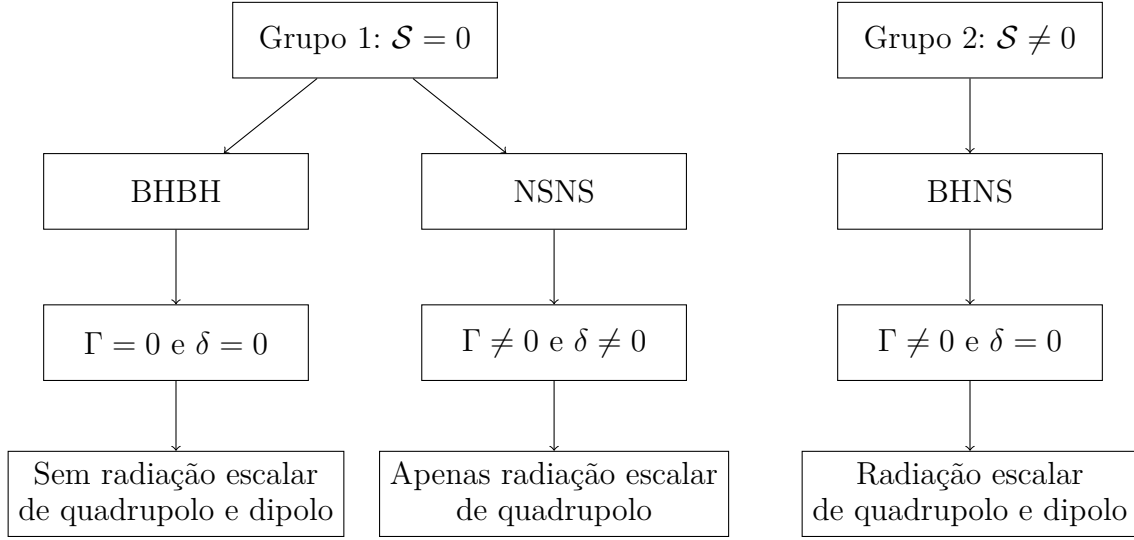 Grupo 1: 𝓢 = 0
Grupo 2: 𝓢 ≠ 0
BHBH
NSNS
BHNS
Γ = 0 e δ = 0
Γ ≠ 0 e δ ≠ 0
Γ ≠ 0 e δ = 0
Sem radiação escalar
de quadrupolo e dipolo
Apenas radiação escalar
de quadrupolo
Radiação escalar
de quadrupolo e dipolo